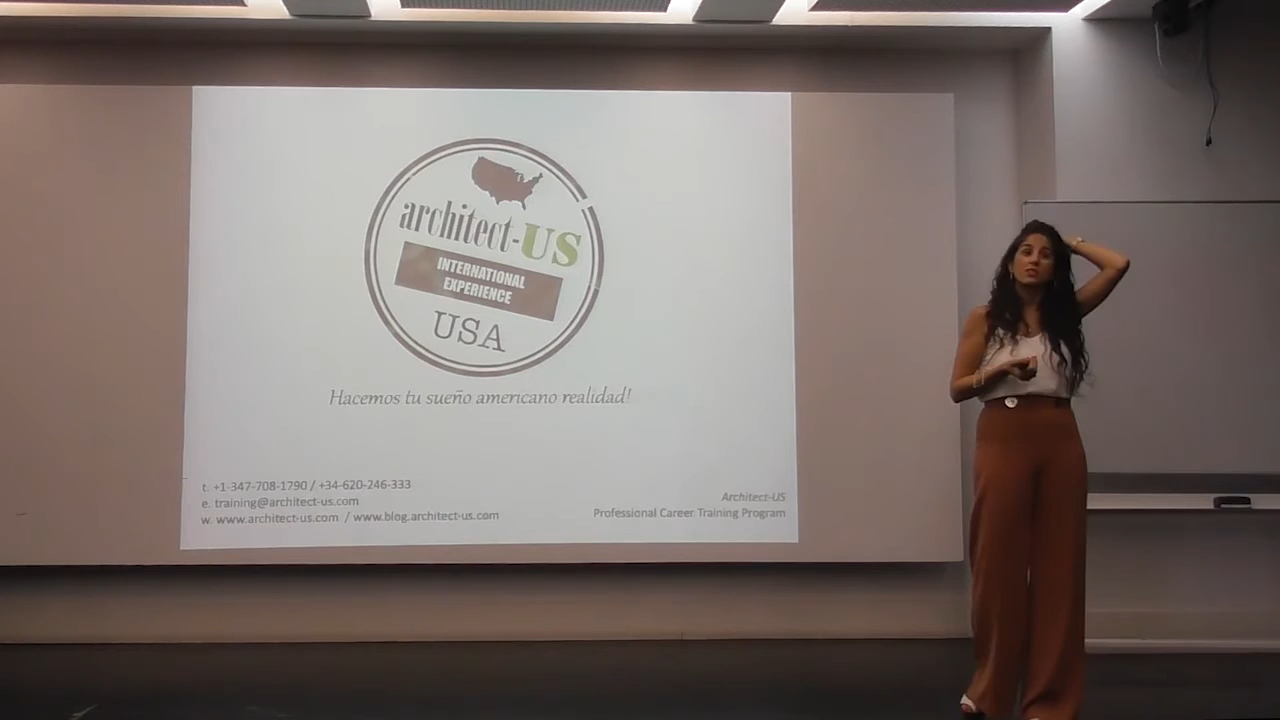 architect-US
INTERNATIONAL
EXPERIENCE
USA
Hacemos tu sueño americano realidad!
t. +1-347-708-1790 / +34-620-246-333
e. training@architect-us.com
w. www.architect-us.com / www.blog.architect-us.com
Architect-US
Professional Career Training Program